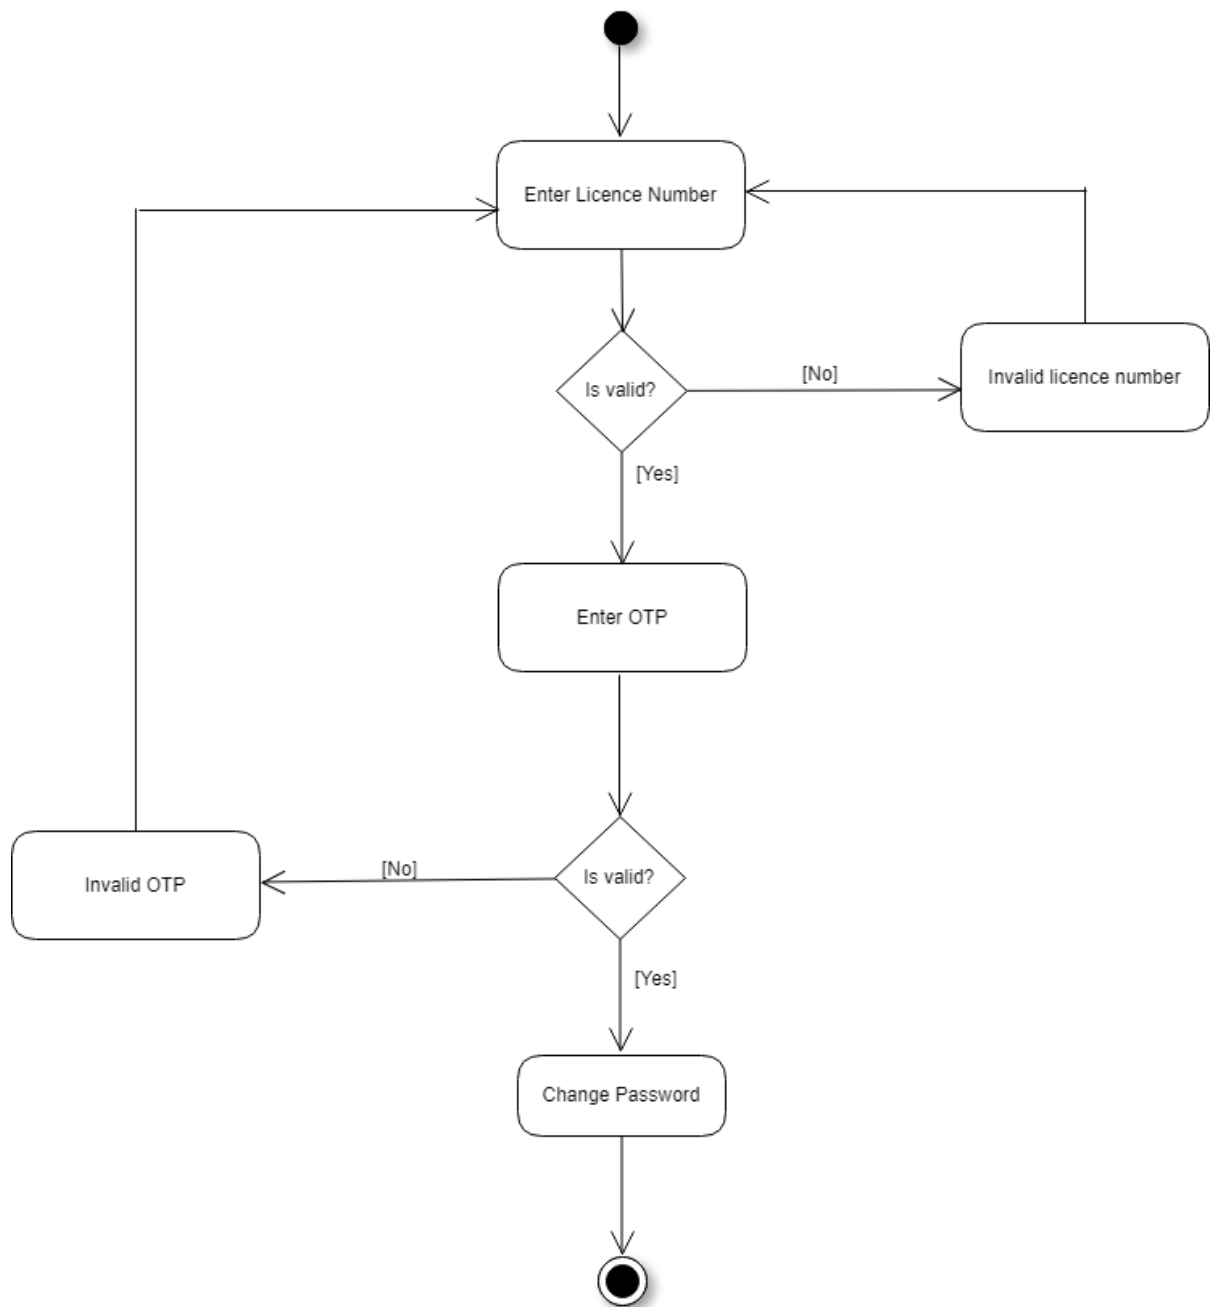 Enter Licence Number
Is valid?
[No]
Invalid licence number
[Yes]
Enter OTP
Is valid?
[No]
Invalid OTP
[Yes]
Change Password